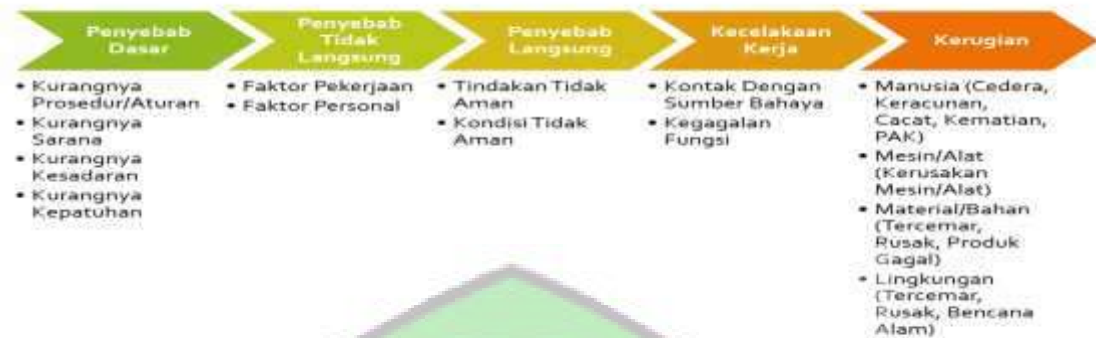 Penyebab
Dasar
Penyebab
Tidak
Langsung
Penyebab
Langsung
Kecelakaan
Kerja
Kerugian
• Kurangnya
Prosedur/Aturan
• Kurangnya
Sarana
• Kurangnya
Kesadaran
• Kurangnya
Kepatuhan
• Faktor Pekerjaan
• Faktor Personal
• Tindakan Tidak
Aman
• Kondisi Tidak
Aman
• Kontak Dengan
Sumber Bahaya
• Kegagalan
Fungsi
• Manusia (Cedera,
Keracunan,
Cacat, Kematian,
PAK)
• Mesin/Alat
(Kerusakan
Mesin/Alat)
• Material/Bahan
(Tercemar,
Rusak, Produk
Gagal)
• Lingkungan
(Tercemar,
Rusak, Bencana
Alam)